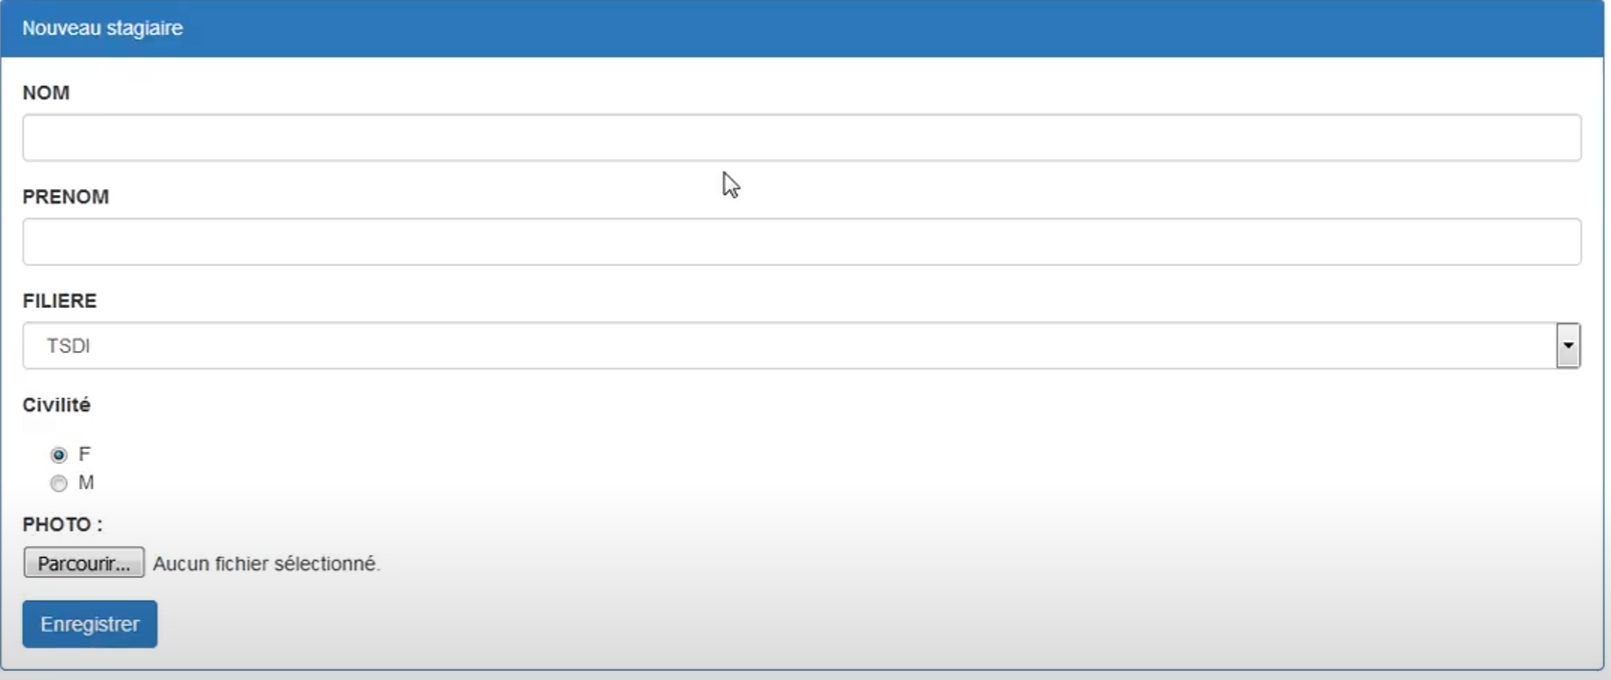 Nouveau stagiaire
NOM
PRENOM
FILIERE
TSDI
Civilité
F
M
PHOTO :
Parcourir... Aucun fichier sélectionné.
Enregistrer